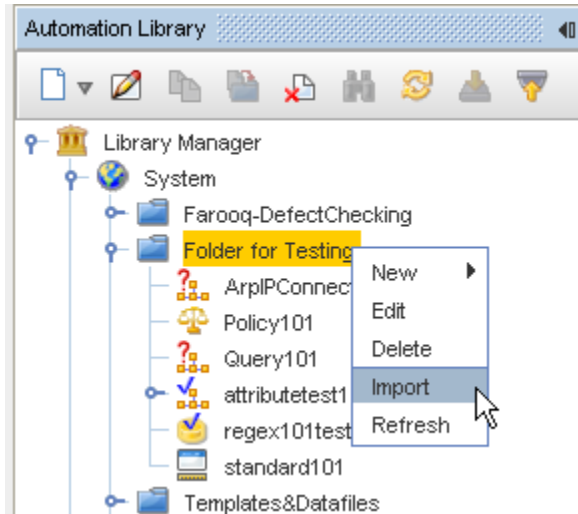 Automation Library
Library Manager
System
Farooq-DefectChecking
Folder for Testing
New
ArpIPConnec
Edit
Policy101
Delete
Query101
Import
attributetest1
Refresh
regex101test
standard101
Templates&Datafiles